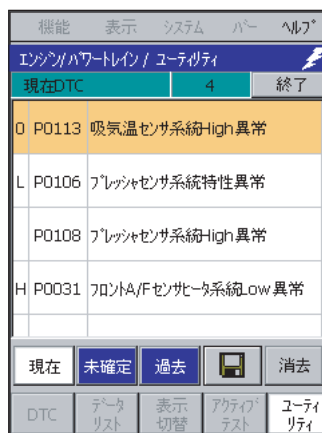 機能 表示 システム バー ヘルプ
エンジン/パワートレイン / ユーティリティ
現在DTC 4 終了
0 P0113 吸気温センサ系統High異常
L P0106 プレッシャセンサ系統特性異常
P0108 プレッシャセンサ系統High異常
H P0031 フロントA/Fセンサヒータ系統Low異常
現在 未確定 過去 消去
DTC データリスト 表示切替 アクティブテスト ユーティリティ